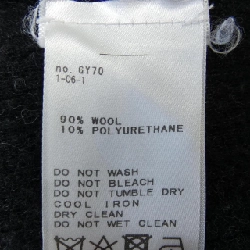 no. GY70
1-C6-1
90% WOOL
10% POLYURETHANE
DO NOT WASH
DO NOT BLEACH
DO NOT TUMBLE DRY
COOL IRON
DRY CLEAN
DO NOT WET CLEAN